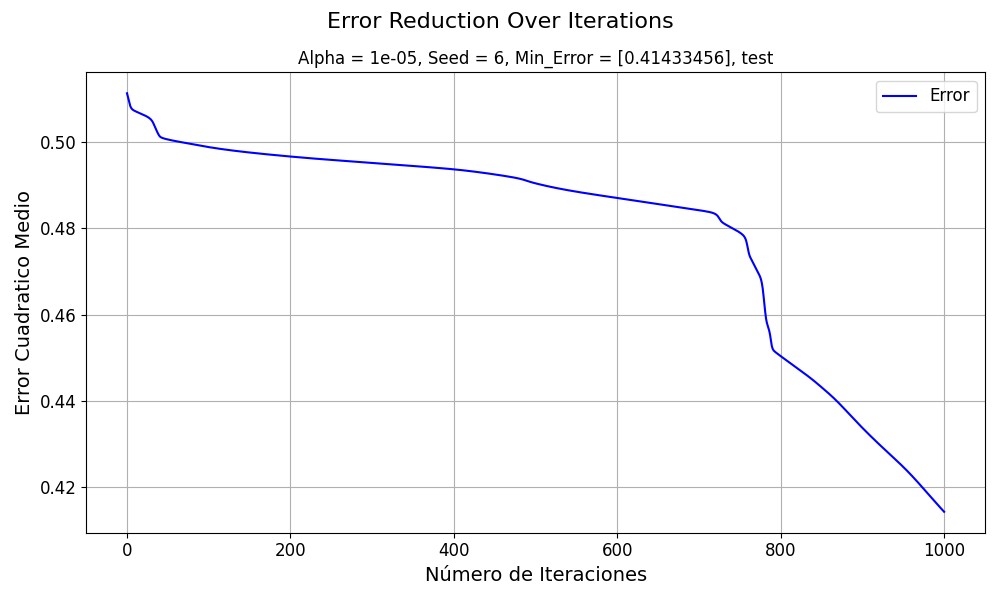 Error Reduction Over Iterations
Alpha = 1e-05, Seed = 6, Min_Error = [0.41433456], test
Error
Error Cuadratico Medio
0.50
0.48
0.46
0.44
0.42
0 200 400 600 800 1000
Número de Iteraciones